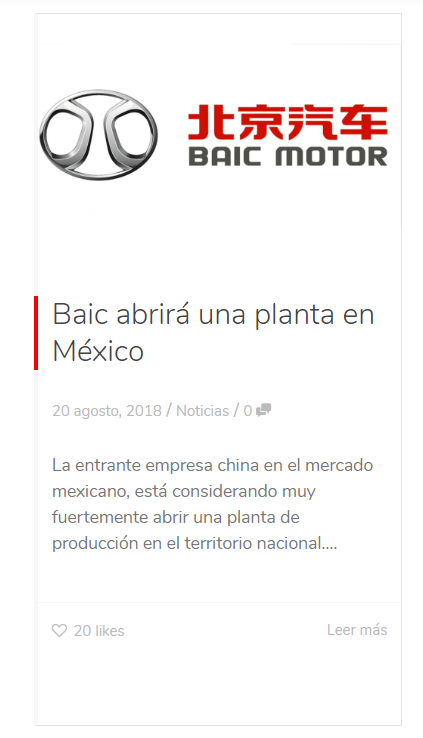 北京汽车
BAIC MOTOR
Baic abrirá una planta en
México
20 agosto, 2018 / Noticias / 0
La entrante empresa china en el mercado
mexicano, está considerando muy
fuertemente abrir una planta de
producción en el territorio nacional....
20 likes
Leer más